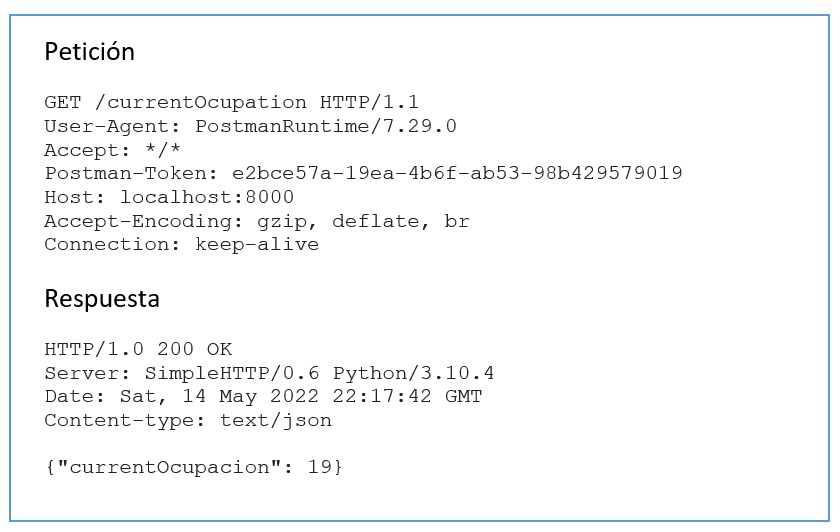 Petición
GET /currentOcupation HTTP/1.1
User-Agent: PostmanRuntime/7.29.0
Accept: */*
Postman-Token: e2bce57a-19ea-4b6f-ab53-98b429579019
Host: localhost:8000
Accept-Encoding: gzip, deflate, br
Connection: keep-alive
Respuesta
HTTP/1.0 200 OK
Server: SimpleHTTP/0.6 Python/3.10.4
Date: Sat, 14 May 2022 22:17:42 GMT
Content-type: text/json
{"currentOcupacion": 19}